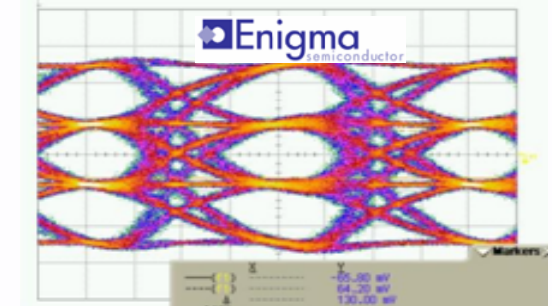 Enigma
semiconductor
Markers
X Y
-65.80 mV
64.20 mV
130.00 mV